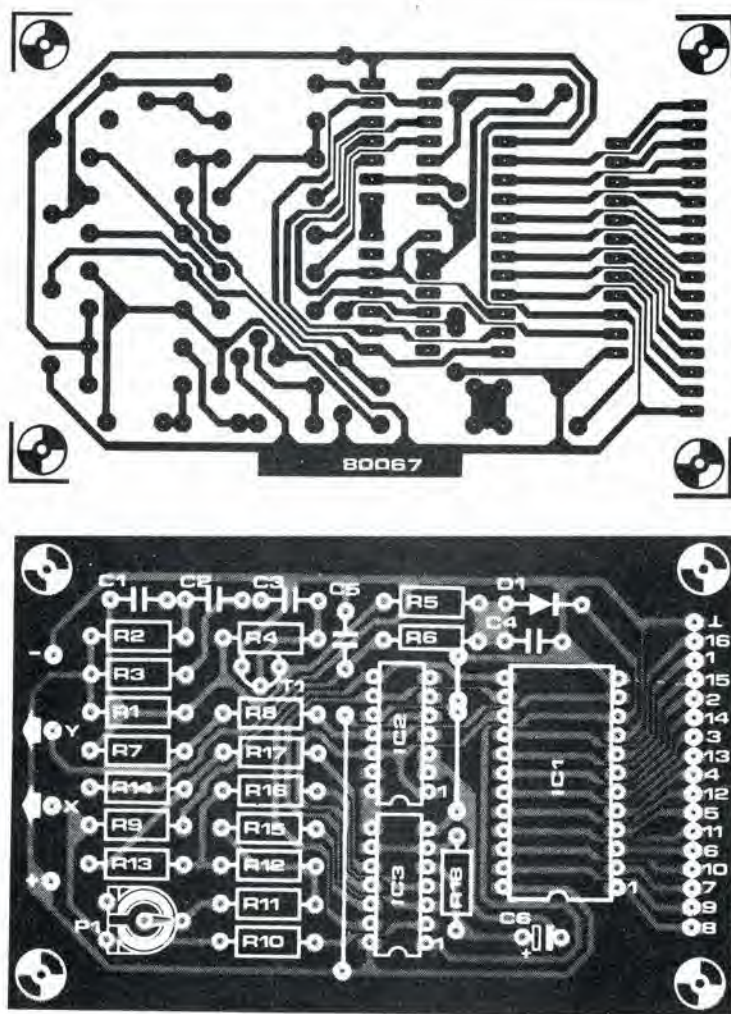 80067
C1 C2 C3 C5 R5 D1
R2 R4 R6 C4 ⊥
16
- R3 T1 1
15
Y R1 R8 IC2 IC1 2
14
R7 R17 3
13
X R14 R16 1 4
12
R9 R15 5
11
R13 R12 IC3 R18 6
10
+ R11 1 7
9
P1 R10 1 C6 8
+